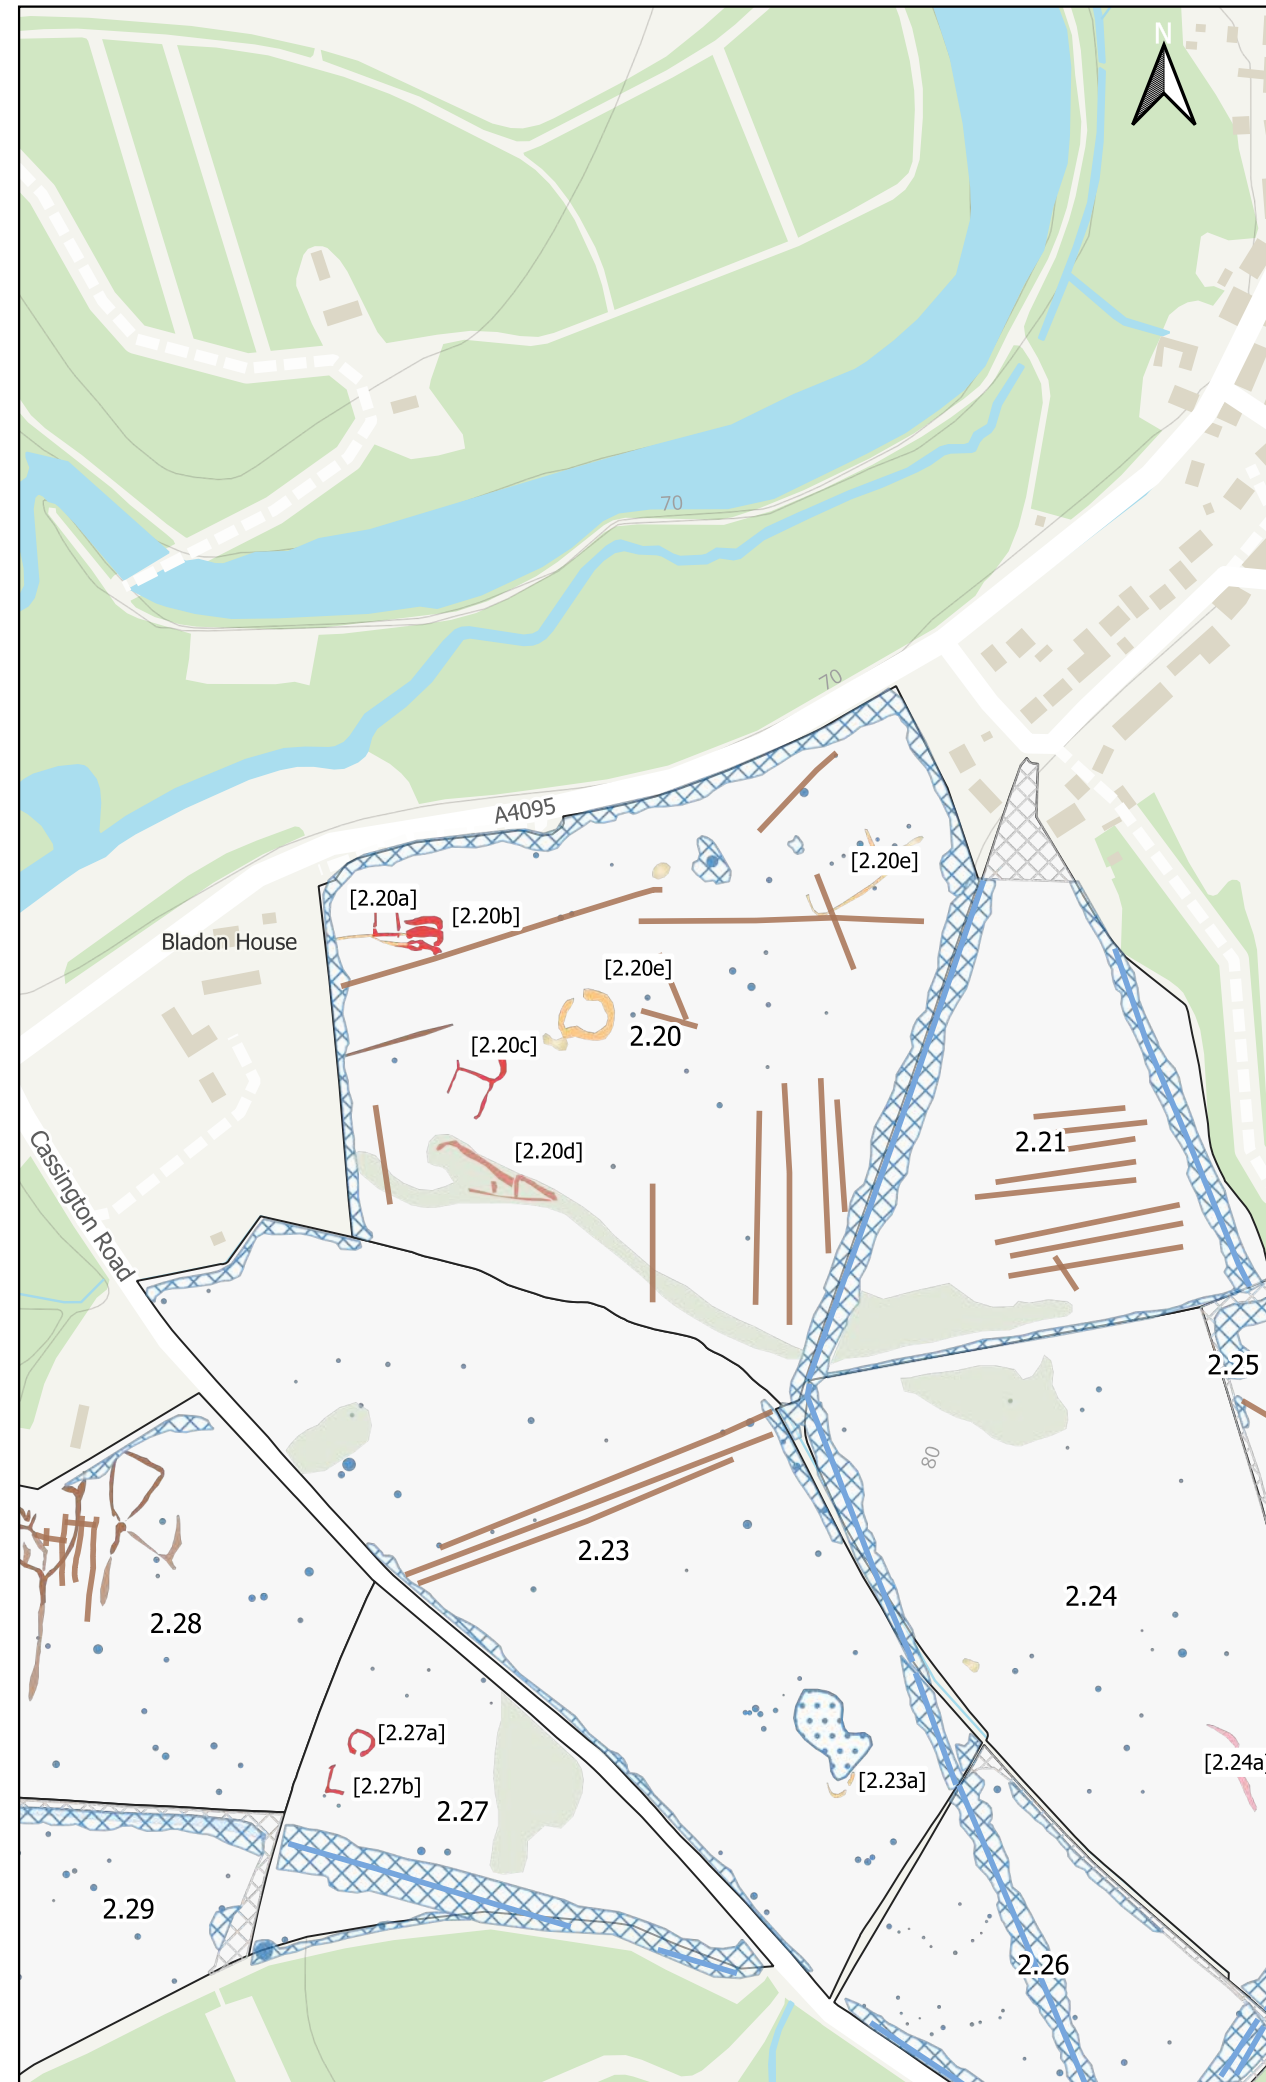 N
70
70
A4095
[2.20e]
[2.20a]
[2.20b]
Bladon House
[2.20e]
2.20
[2.20c]
Cassington Road
[2.20d]
2.21
2.25
80
2.23
2.24
2.28
[2.27a]
[2.24a]
[2.27b]
[2.23a]
2.27
2.29
2.26